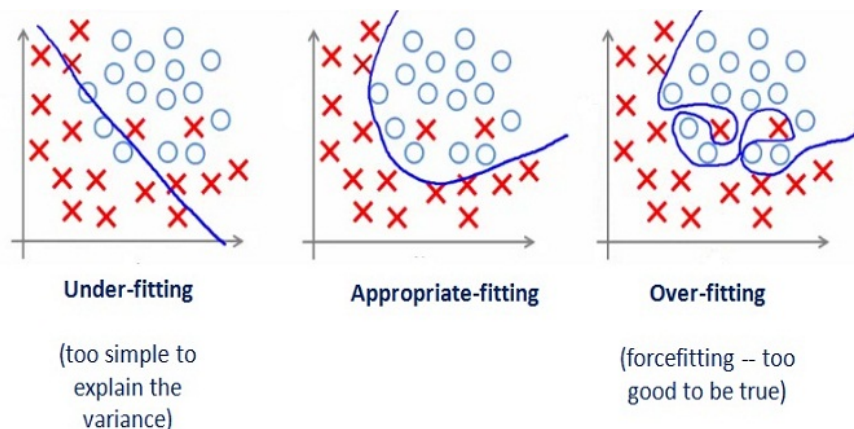 Under-fitting
Appropriate-fitting
Over-fitting
(too simple to
explain the
variance)
(forcefitting -- too
good to be true)